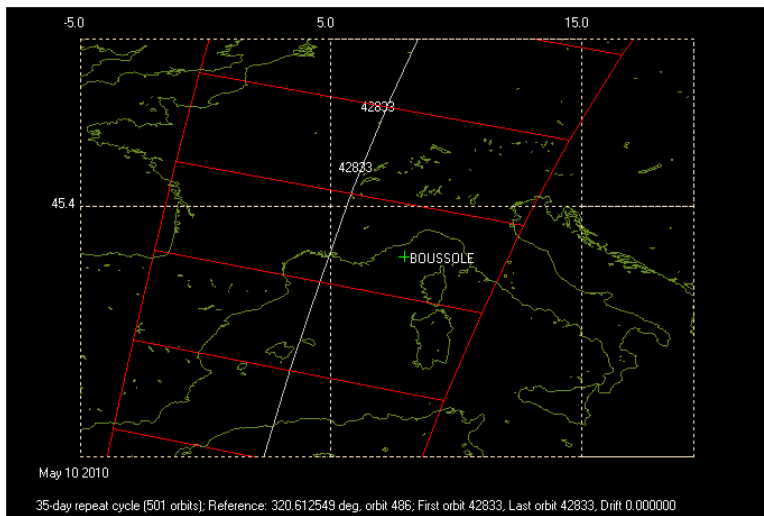 -5.0 5.0 15.0
42833
42833
45.4
BOUSSOLE
May 10 2010
35-day repeat cycle (501 orbits); Reference: 320.612549 deg, orbit 486; First orbit 42833, Last orbit 42833, Drift 0.000000